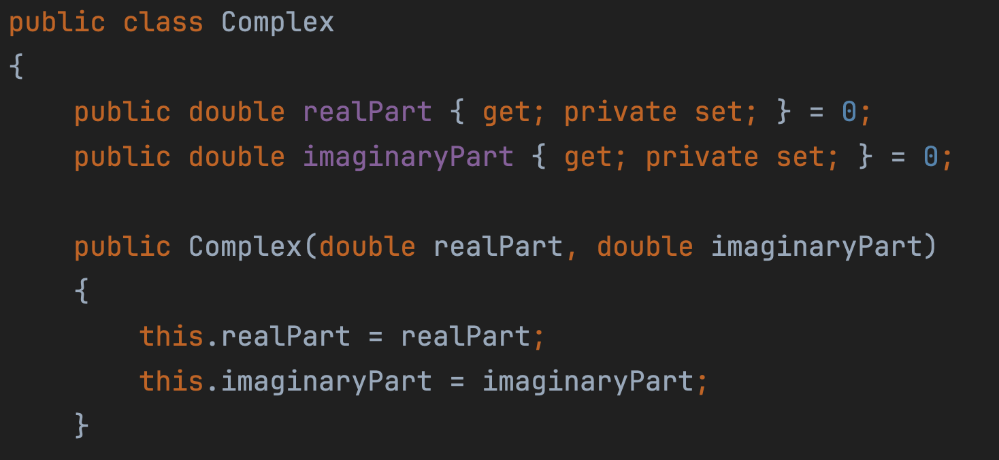 public class Complex
{
    public double realPart { get; private set; } = 0;
    public double imaginaryPart { get; private set; } = 0;

    public Complex(double realPart, double imaginaryPart)
    {
        this.realPart = realPart;
        this.imaginaryPart = imaginaryPart;
    }